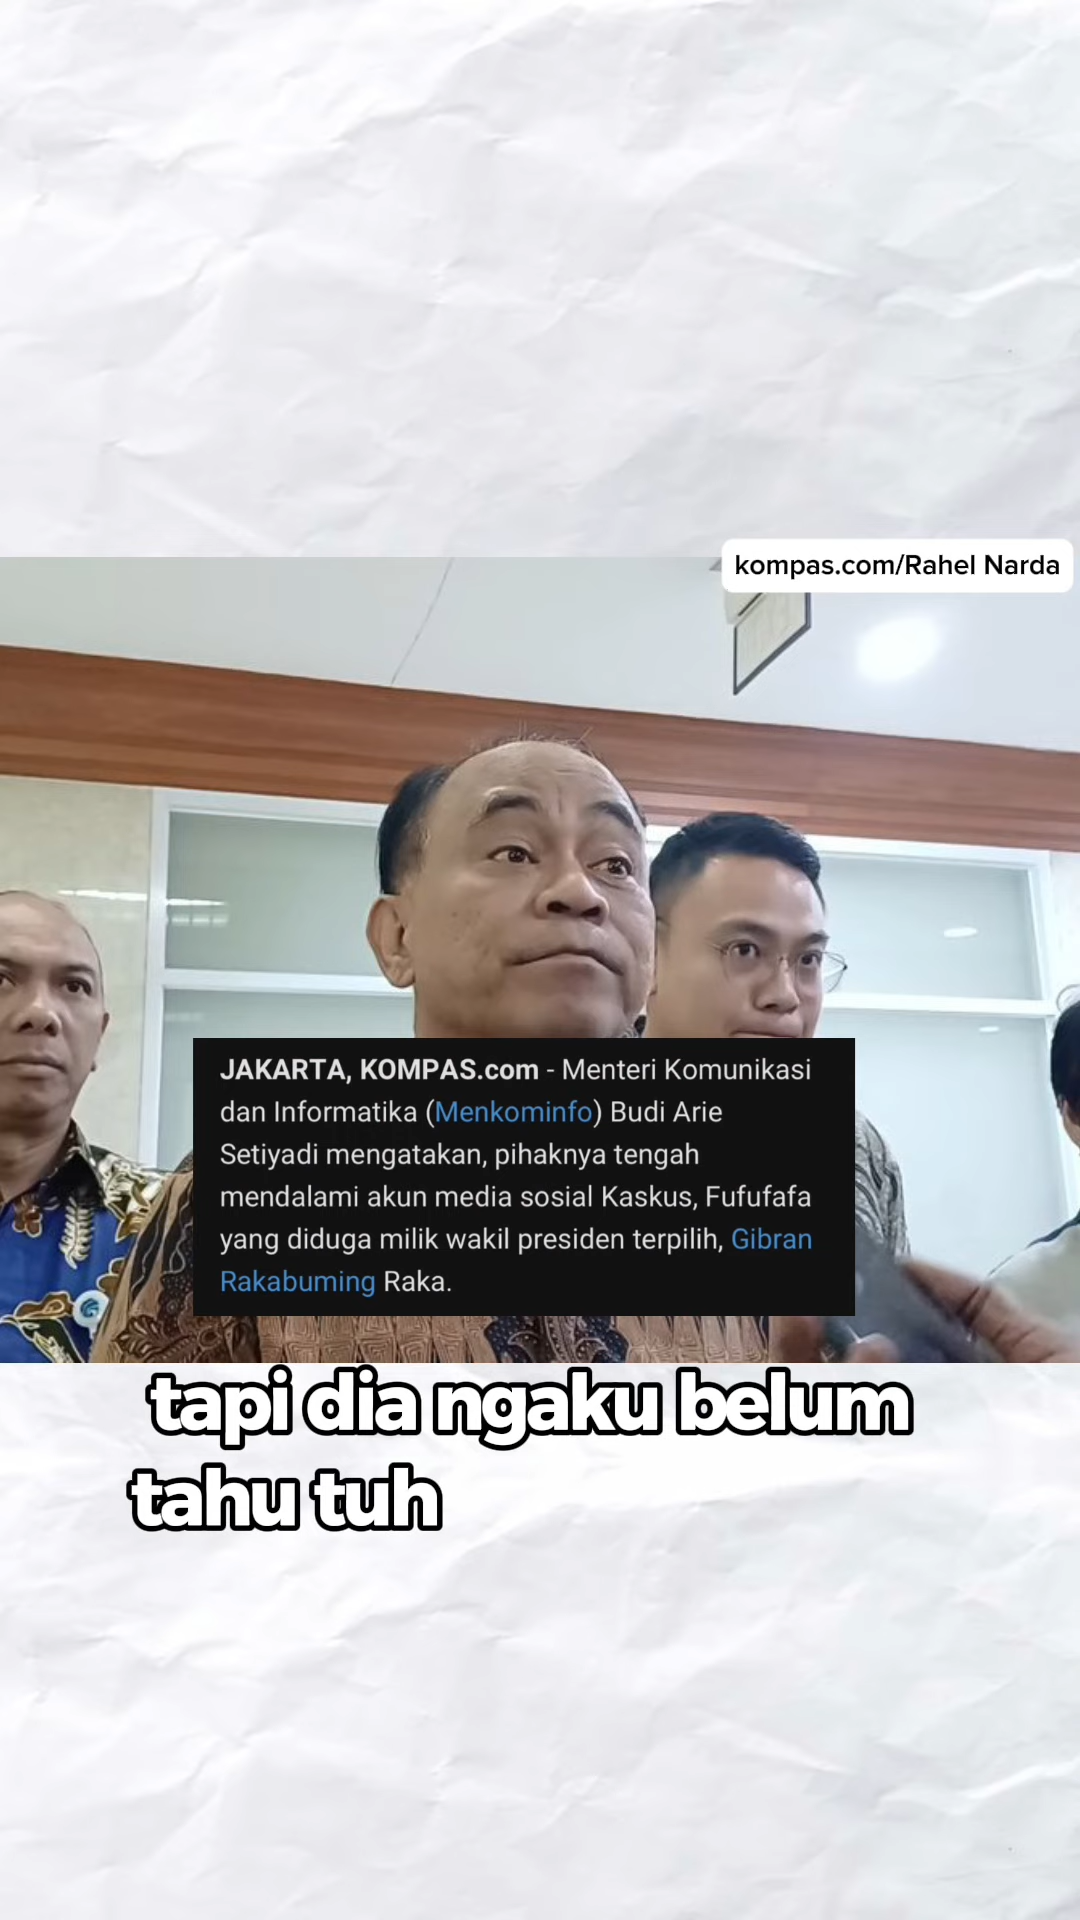 kompas.com/Rahel Narda
JAKARTA, KOMPAS.com - Menteri Komunikasi
dan Informatika (Menkominfo) Budi Arie
Setiyadi mengatakan, pihaknya tengah
mendalami akun media sosial Kaskus, Fufufafa
yang diduga milik wakil presiden terpilih, Gibran
Rakabuming Raka.
tapi dia ngaku belum
tahu tuh